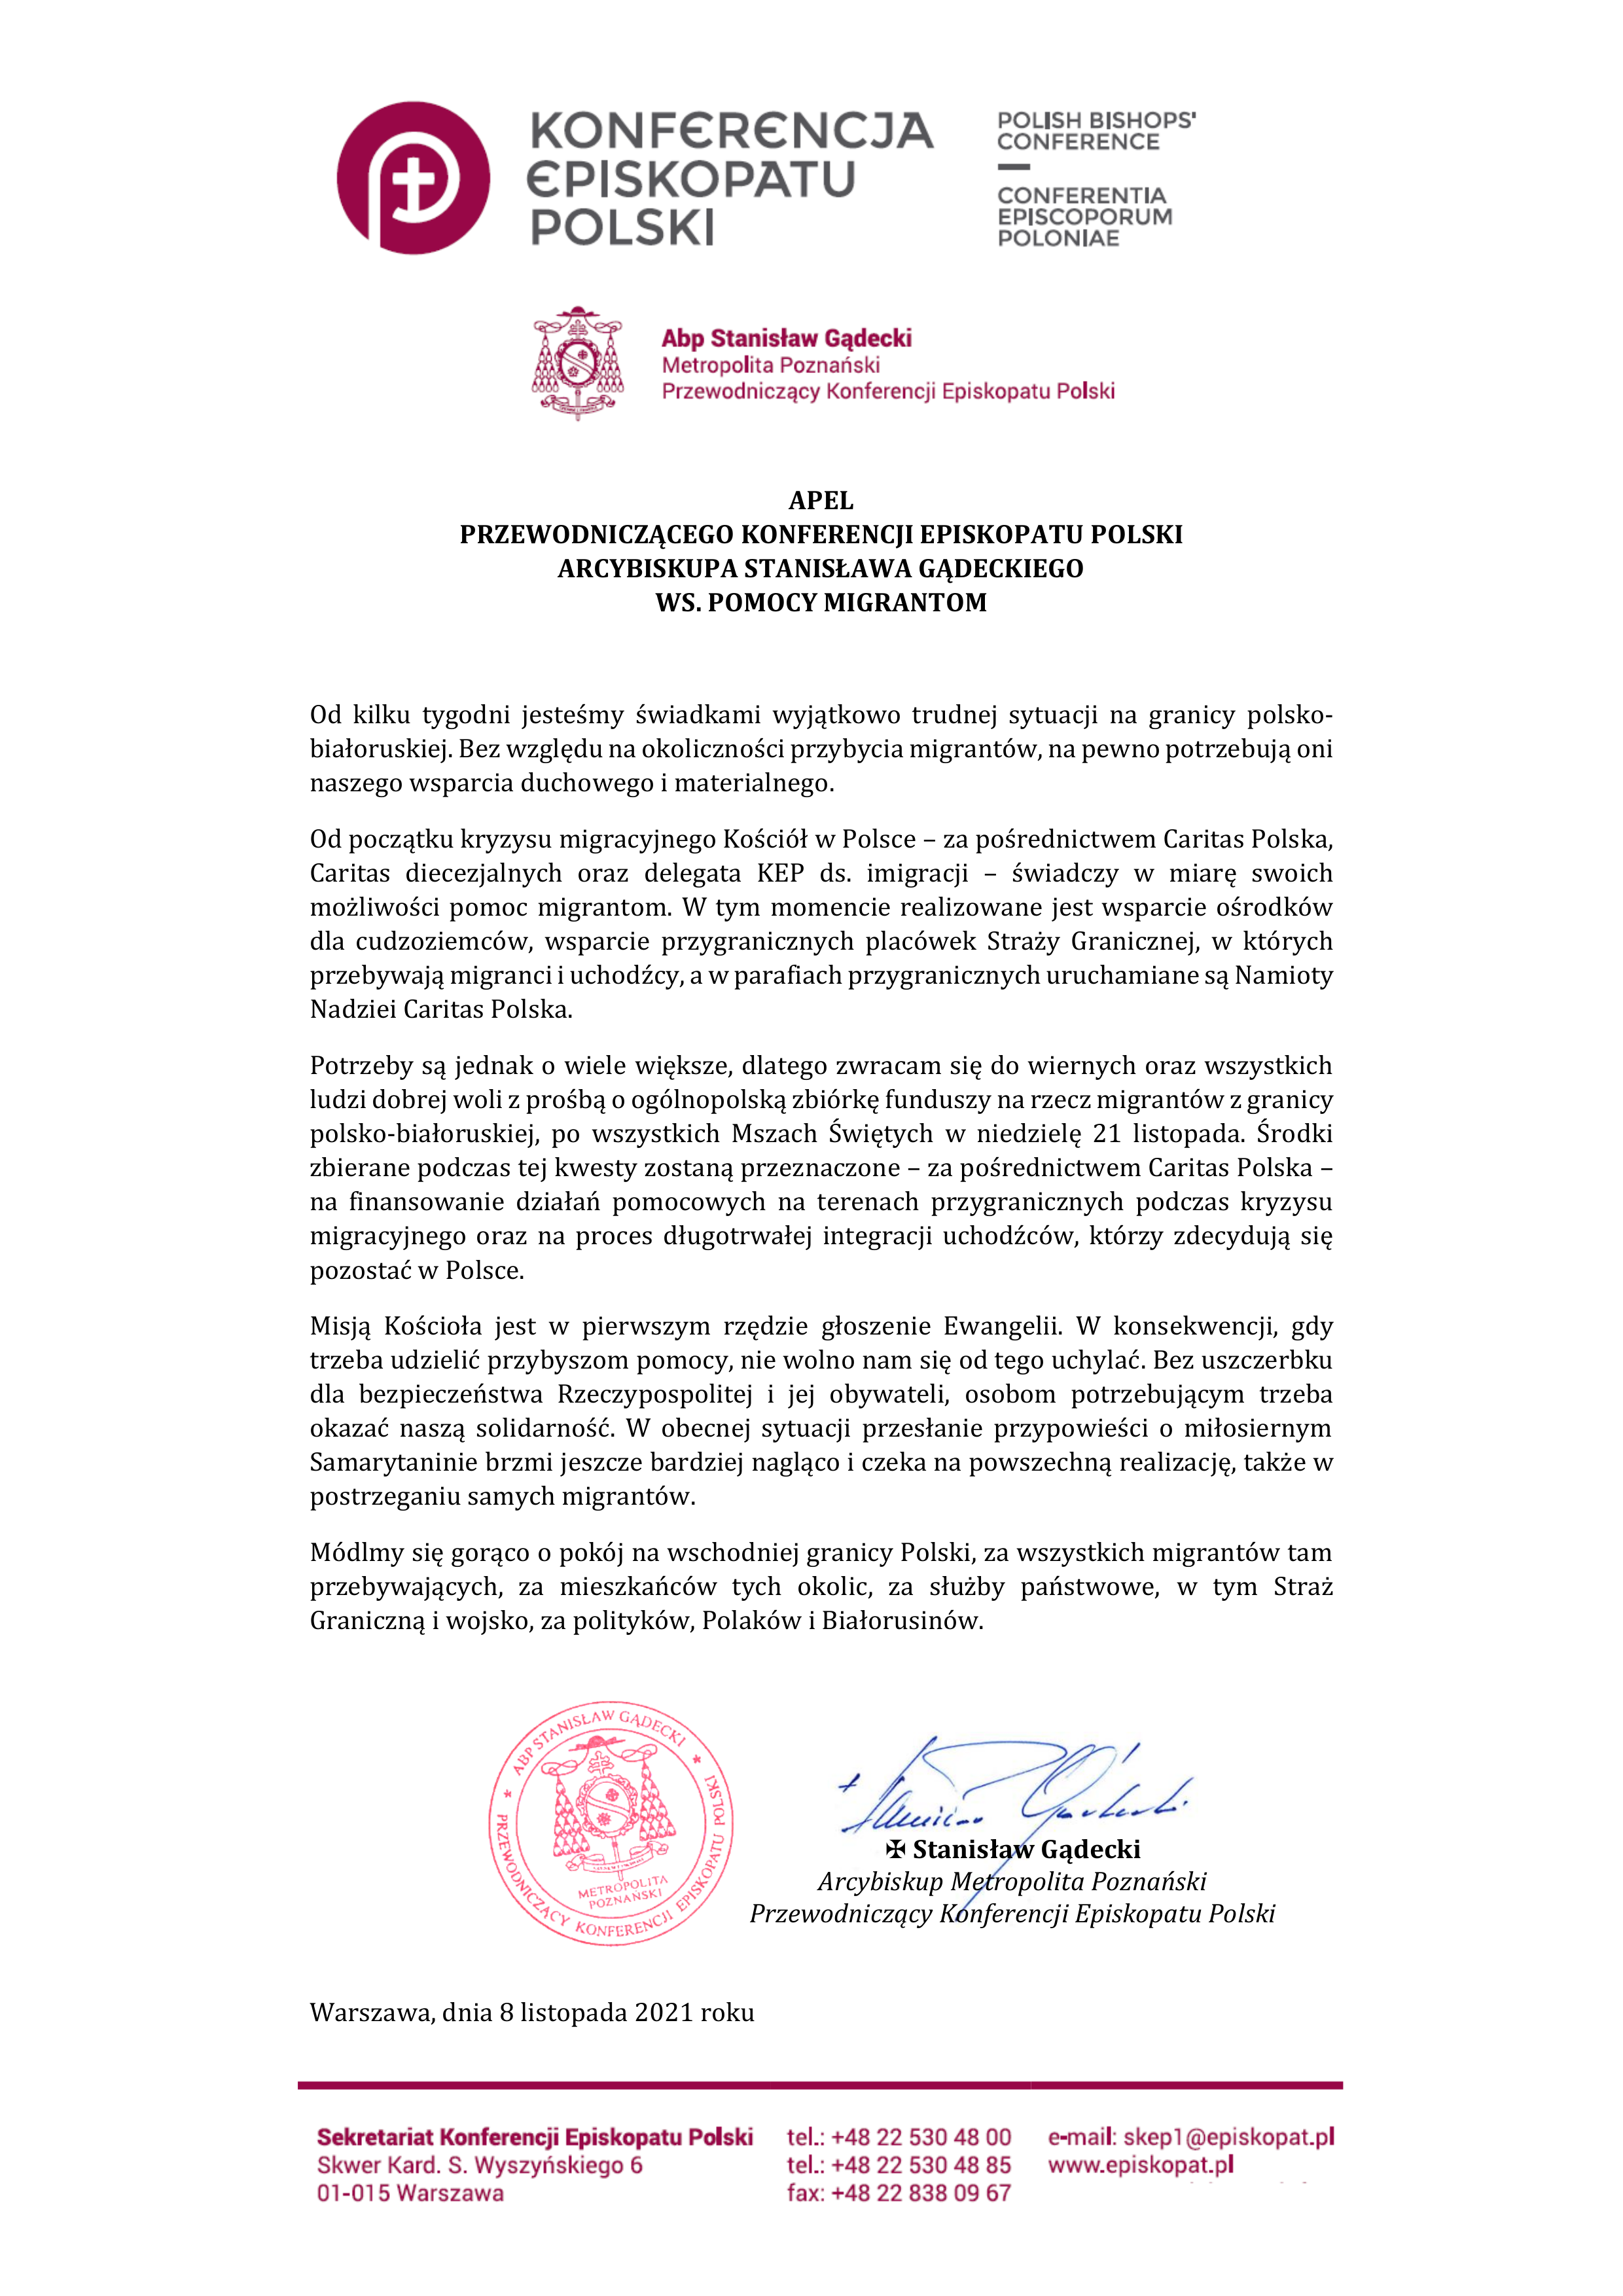 KONFERENCJA
EPISKOPATU
POLSKI
POLISH BISHOPS'
CONFERENCE
CONFERENTIA
EPISCOPORUM
POLONIAE
Abp Stanisław Gądecki
Metropolita Poznański
Przewodniczący Konferencji Episkopatu Polski
APEL
PRZEWODNICZĄCEGO KONFERENCJI EPISKOPATU POLSKI
ARCYBISKUPA STANISŁAWA GĄDECKIEGO
WS. POMOCY MIGRANTOM
Od kilku tygodni jesteśmy świadkami wyjątkowo trudnej sytuacji na granicy polsko-
białoruskiej. Bez względu na okoliczności przybycia migrantów, na pewno potrzebują oni
naszego wsparcia duchowego i materialnego.
Od początku kryzysu migracyjnego Kościół w Polsce – za pośrednictwem Caritas Polska,
Caritas diecezjalnych oraz delegata KEP ds. imigracji – świadczy w miarę swoich
możliwości pomoc migrantom. W tym momencie realizowane jest wsparcie ośrodków
dla cudzoziemców, wsparcie przygranicznych placówek Straży Granicznej, w których
przebywają migranci i uchodźcy, a w parafiach przygranicznych uruchamiane są Namioty
Nadziei Caritas Polska.
Potrzeby są jednak o wiele większe, dlatego zwracam się do wiernych oraz wszystkich
ludzi dobrej woli z prośbą o ogólnopolską zbiórkę funduszy na rzecz migrantów z granicy
polsko-białoruskiej, po wszystkich Mszach Świętych w niedzielę 21 listopada. Środki
zbierane podczas tej kwesty zostaną przeznaczone – za pośrednictwem Caritas Polska –
na finansowanie działań pomocowych na terenach przygranicznych podczas kryzysu
migracyjnego oraz na proces długotrwałej integracji uchodźców, którzy zdecydują się
pozostać w Polsce.
Misją Kościoła jest w pierwszym rzędzie głoszenie Ewangelii. W konsekwencji, gdy
trzeba udzielić przybyszom pomocy, nie wolno nam się od tego uchylać. Bez uszczerbku
dla bezpieczeństwa Rzeczypospolitej i jej obywateli, osobom potrzebującym trzeba
okazać naszą solidarność. W obecnej sytuacji przesłanie przypowieści o miłosiernym
Samarytaninie brzmi jeszcze bardziej nagląco i czeka na powszechną realizację, także w
postrzeganiu samych migrantów.
Módlmy się gorąco o pokój na wschodniej granicy Polski, za wszystkich migrantów tam
przebywających, za mieszkańców tych okolic, za służby państwowe, w tym Straż
Graniczną i wojsko, za polityków, Polaków i Białorusinów.
* ABP STANISŁAW GĄDECKI *
PRZEWODNICZĄCY KONFERENCJI EPISKOPATU POLSKI
METROPOLITA
POZNAŃSKI
✠ Stanisław Gądecki
Arcybiskup Metropolita Poznański
Przewodniczący Konferencji Episkopatu Polski
Warszawa, dnia 8 listopada 2021 roku
Sekretariat Konferencji Episkopatu Polski
Skwer Kard. S. Wyszyńskiego 6
01-015 Warszawa
tel.: +48 22 530 48 00
tel.: +48 22 530 48 85
fax: +48 22 838 09 67
e-mail: skep1@episkopat.pl
www.episkopat.pl